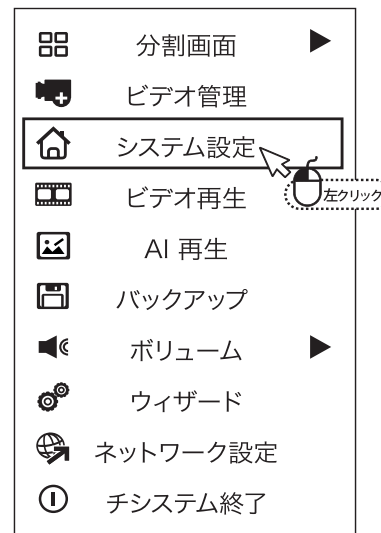 分割画面 ▶
ビデオ管理
システム設定
左クリック
ビデオ再生
AI 再生
バックアップ
ボリューム ▶
ウィザード
ネットワーク設定
チシステム終了